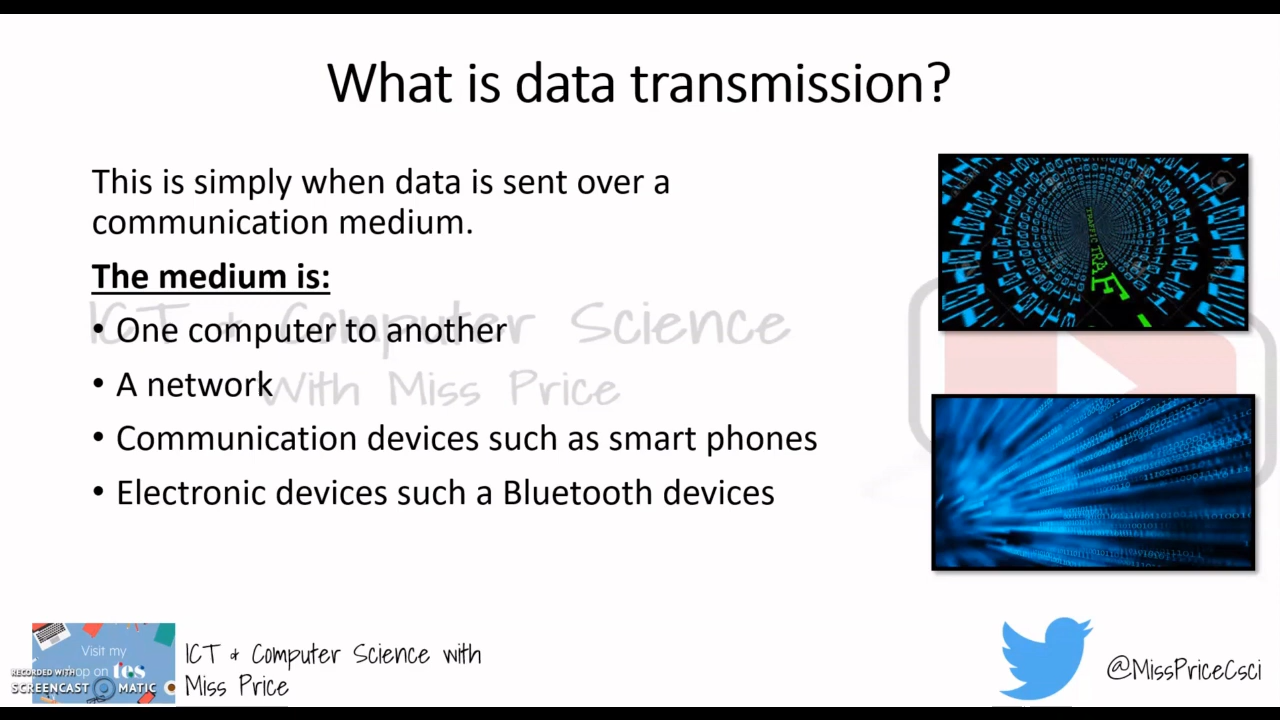 What is data transmission?
This is simply when data is sent over a
communication medium.
The medium is:
• One computer to another
• A network
• Communication devices such as smart phones
• Electronic devices such a Bluetooth devices
ICT & Computer Science
With Miss Price
TRAFFIC TRAF
Visit my
shop on tes
RECORDED WITH
SCREENCAST MATIC
ICT & Computer Science with
Miss Price
@MissPriceCsci